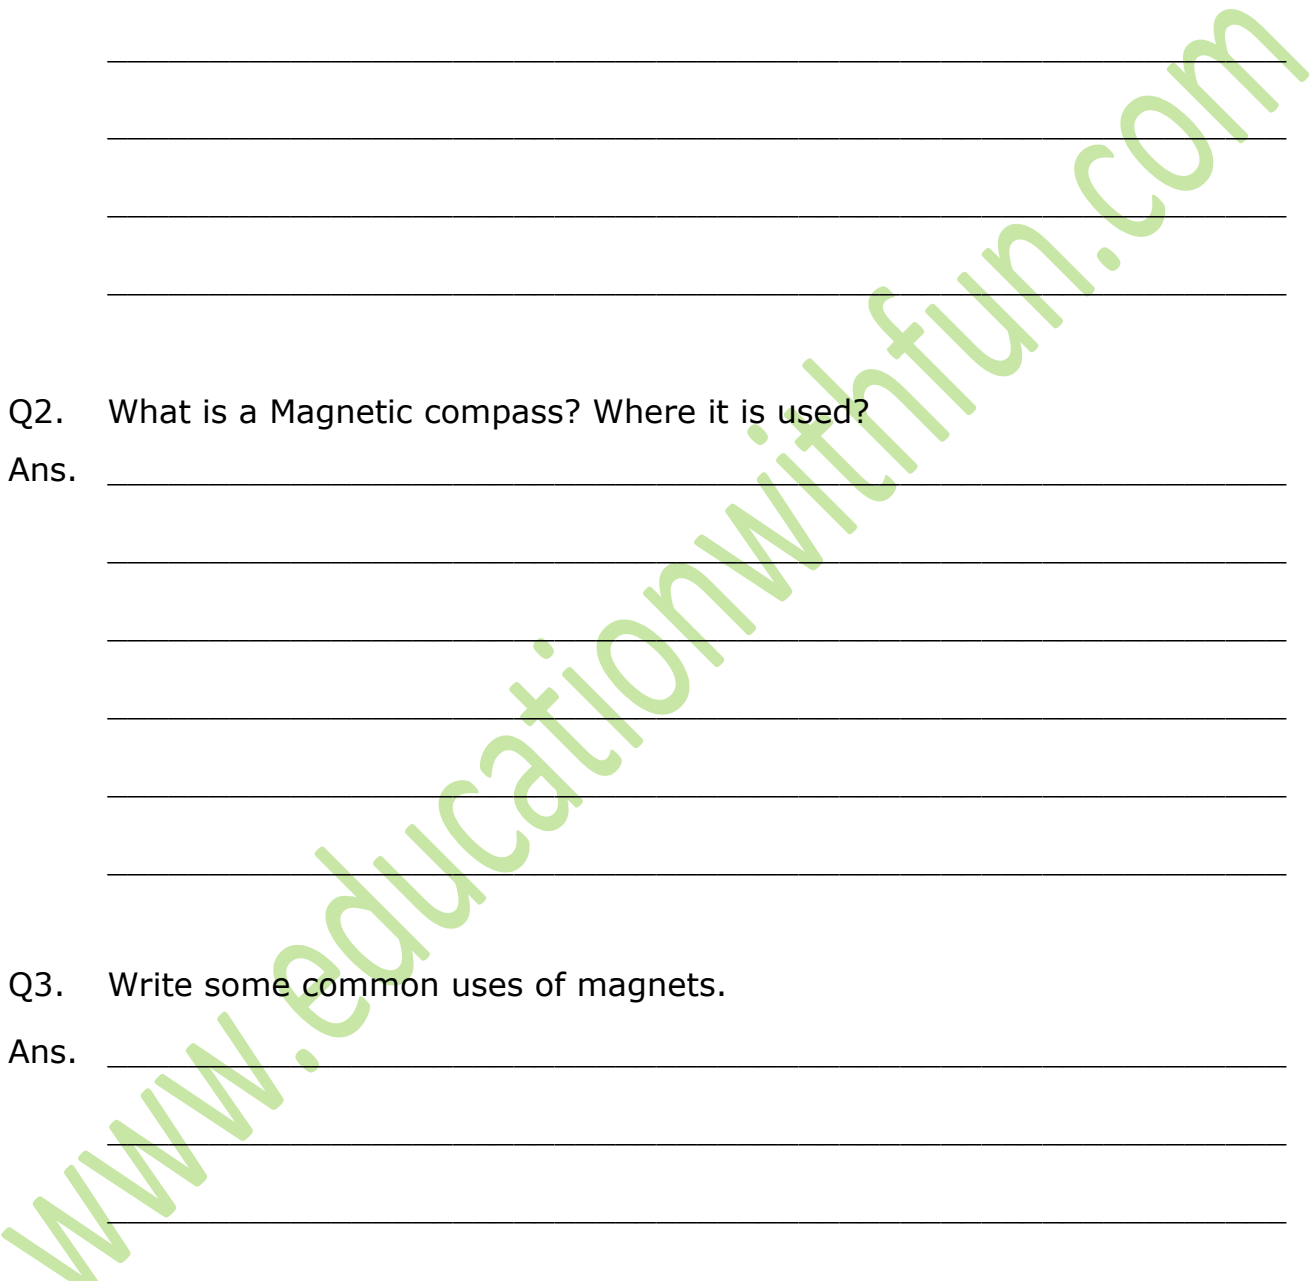 Q2. What is a Magnetic compass? Where it is used?
Ans.
Q3. Write some common uses of magnets.
Ans.
www.educationwithfun.com